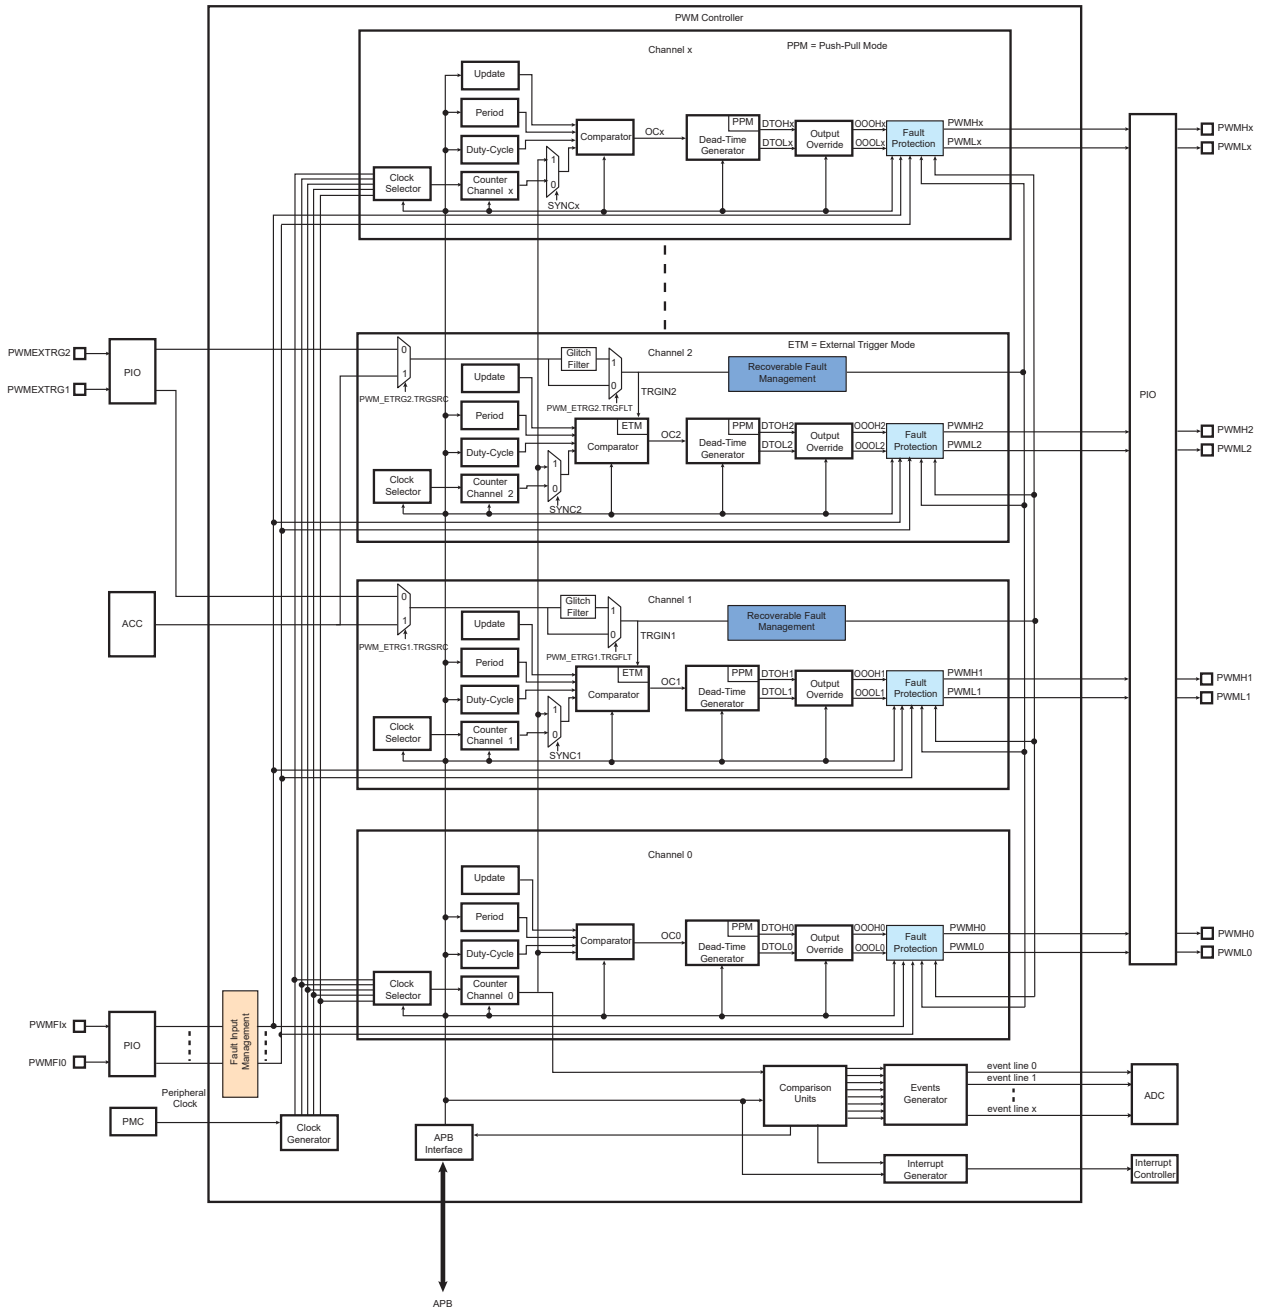 PWM Controller
Channel x
PPM = Push-Pull Mode
Update
Period
Duty-Cycle
Clock
Selector
Counter
Channel x
1
0
SYNCx
Comparator
OCx
PPM
Dead-Time
Generator
DTOHx
DTOLx
Output
Override
OOOHx
OOOLx
Fault
Protection
PWMHx
PWMLx
PWMHx
PWMLx
PIO
PWMEXTRG2
PWMEXTRG1
PIO
Channel 2
ETM = External Trigger Mode
0
1
PWM_ETRG2.TRGSRC
Glitch
Filter
1
0
PWM_ETRG2.TRGFLT
TRGIN2
Recoverable Fault
Management
Update
Period
Duty-Cycle
Clock
Selector
Counter
Channel 2
1
0
SYNC2
ETM
Comparator
OC2
PPM
Dead-Time
Generator
DTOH2
DTOL2
Output
Override
OOOH2
OOOL2
Fault
Protection
PWMH2
PWML2
PWMH2
PWML2
ACC
Channel 1
0
1
PWM_ETRG1.TRGSRC
Glitch
Filter
1
0
PWM_ETRG1.TRGFLT
TRGIN1
Recoverable Fault
Management
Update
Period
Duty-Cycle
Clock
Selector
Counter
Channel 1
1
0
SYNC1
ETM
Comparator
OC1
PPM
Dead-Time
Generator
DTOH1
DTOL1
Output
Override
OOOH1
OOOL1
Fault
Protection
PWMH1
PWML1
PWMH1
PWML1
Channel 0
Update
Period
Duty-Cycle
Clock
Selector
Counter
Channel 0
Comparator
OC0
PPM
Dead-Time
Generator
DTOH0
DTOL0
Output
Override
OOOH0
OOOL0
Fault
Protection
PWMH0
PWML0
PWMH0
PWML0
PWMFIx
PWMFI0
PIO
Fault Input
Management
Peripheral
Clock
PMC
Clock
Generator
APB
Interface
Comparison
Units
Events
Generator
event line 0
event line 1
event line x
ADC
Interrupt
Generator
Interrupt
Controller
APB